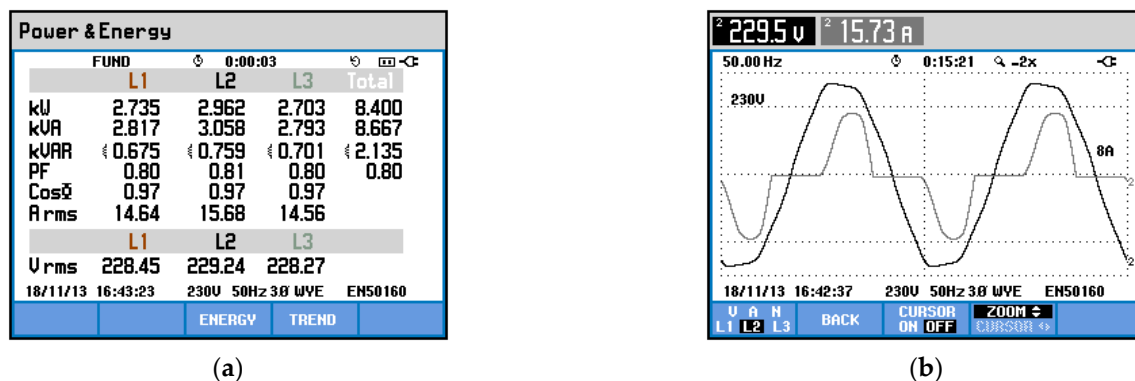 Power & Energy
FUND 0:00:03
L1 L2 L3 Total
kW 2.735 2.962 2.703 8.400
kVA 2.817 3.058 2.793 8.667
kVAR 0.675 0.759 0.701 2.135
PF 0.80 0.81 0.80 0.80
CosΦ 0.97 0.97 0.97
A rms 14.64 15.68 14.56
L1 L2 L3
V rms 228.45 229.24 228.27
18/11/13 16:43:23 230V 50Hz 3Ø WYE EN50160
ENERGY TREND
(a)
2 229.5 V 2 15.73 A
50.00 Hz 0:15:21 -2x
230V
8A
2
2
18/11/13 16:42:37 230V 50Hz 3Ø WYE EN50160
V A N BACK CURSOR ZOOM
L1 L2 L3 ON OFF CURSOR
(b)